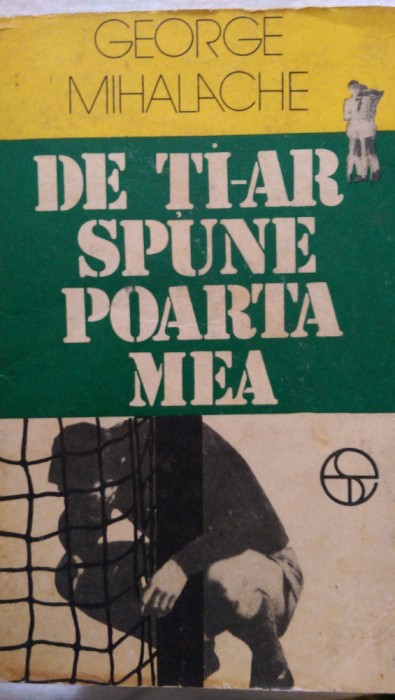 GEORGE
MIHALACHE
DE ȚI-AR
SPUNE
POARTA
MEA